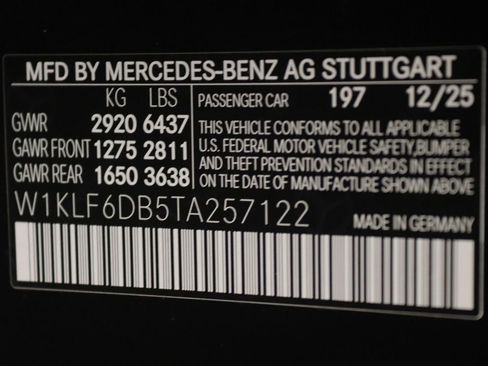 MFD BY MERCEDES-BENZ AG STUTTGART
KG LBS
GVWR 2920 6437
GAWR FRONT 1275 2811
GAWR REAR 1650 3638
PASSENGER CAR 197 12/25
THIS VEHICLE CONFORMS TO ALL APPLICABLE
U.S. FEDERAL MOTOR VEHICLE SAFETY,BUMPER
AND THEFT PREVENTION STANDARDS IN EFFECT
ON THE DATE OF MANUFACTURE SHOWN ABOVE.
W1KLF6DB5TA257122
MADE IN GERMANY